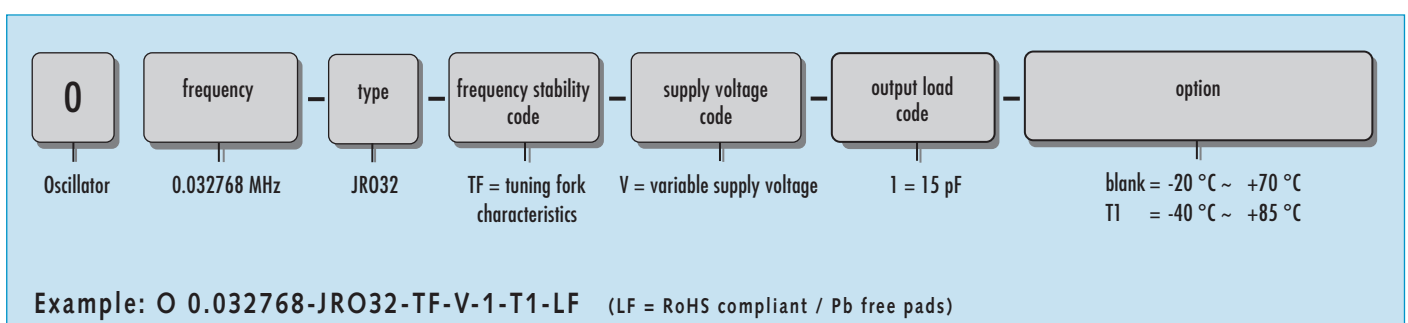 O
frequency
type
frequency stability
code
supply voltage
code
output load
code
option
Oscillator
0.032768 MHz
JRO32
TF = tuning fork
characteristics
V = variable supply voltage
1 = 15 pF
blank = -20 °C ~ +70 °C
T1 = -40 °C ~ +85 °C
Example: O 0.032768-JRO32-TF-V-1-T1-LF (LF = RoHS compliant / Pb free pads)